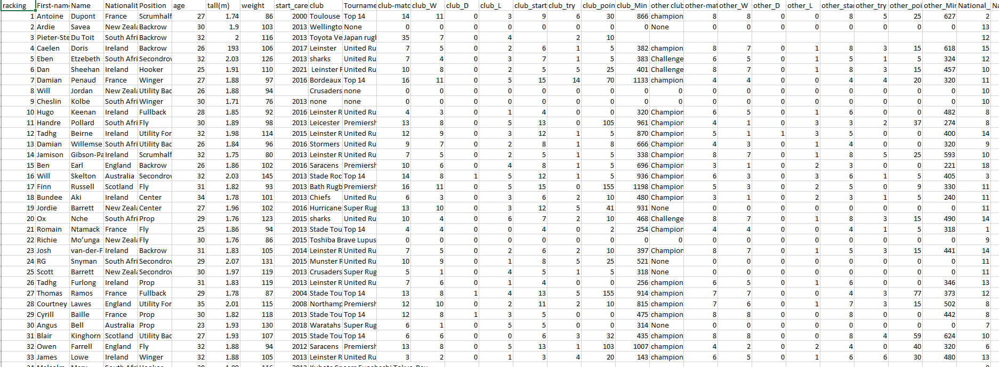 racking First-name Name Nationalit Position age tall(m) weight start_care club Tourname club-matc club_W club_D club_L club_start club_try club_poin club_Min other club other-mat other_W other_D other_L other_star other_try other_poi other_Min National_ Na
1 Antoine Dupont France Scrumhalf 27 1.74 86 2000 Toulouse Top 14 14 11 0 3 9 6 30 866 champion 8 8 0 0 8 5 25 627 2
2 Ardie Savea New Zeala Backrow 30 1.9 103 2013 Wellingto None 0 0 0 0 0 0 0 0 None 0 0 0 0 0 0 0 0 13
3 Pieter-Ste Du Toit South Afri Backrow 32 2 116 2013 Toyota Ve Japan rugl 35 7 0 4 2 10 12
4 Caelen Doris Ireland Backrow 26 193 106 2017 Leinster United Ru 7 5 0 2 6 1 5 382 champion 8 7 0 1 8 3 15 618 15
5 Eben Etzebeth South Afri Secondrow 32 2.03 126 2013 sharks United Ru 7 4 0 3 7 1 5 383 Challenge 6 5 0 1 5 1 5 324 12
6 Dan Sheehan Ireland Hooker 25 1.91 110 2021 Leinster F United Ru 10 8 0 2 5 5 25 401 Challenge 8 7 0 1 8 3 15 457 10
7 Damian Penaud France Winger 27 1.88 97 2016 Bordeaux Top 14 16 11 0 5 15 14 70 1133 champion 4 4 0 0 4 4 20 320 11
8 Will Jordan New Zeala Utility Bac 26 1.88 94 Crusaders none 0 0 0 0 0 0 0 0 0 0 0 0 0 0 0 0 0 10
9 Cheslin Kolbe South Afri Winger 30 1.71 76 2013 none none 0 0 0 0 0 0 0 0 0 0 0 0 0 0 0 0 0 10
10 Hugo Keenan Ireland Fullback 28 1.85 92 2016 Leinster R United Ru 4 3 0 1 4 0 0 320 Champion 6 5 0 1 6 0 0 482 8
11 Handre Pollard South Afri Fly 30 1.89 98 2013 Leicester Premiersh 13 8 0 5 13 0 105 961 Champion 4 1 0 3 3 2 37 274 8
12 Tadhg Beirne Ireland Utility For 32 1.98 114 2015 Leinster R United Ru 12 9 0 3 12 1 5 870 Champion 5 1 1 3 5 0 0 400 14
13 Damian Willemse South Afri Utility Bac 26 1.84 96 2016 Stormers United Ru 9 7 0 2 8 1 8 666 Champion 4 3 0 1 4 0 0 320 9
14 Jamison Gibson-Pa Ireland Scrumhalf 32 1.75 80 2013 Leinster R United Ru 7 5 0 2 5 1 5 338 Champion 8 7 0 1 8 5 25 593 10
15 Ben Earl England Backrow 26 1.86 102 2016 Saracens Premiersh 10 6 0 4 8 1 5 696 Champion 3 1 0 2 3 0 0 221 18
16 Will Skelton Australia Secondrow 32 2.03 145 2013 Stade Roc Top 14 14 8 1 5 12 1 5 936 Champion 6 3 0 3 6 1 5 405 3
17 Finn Russell Scotland Fly 31 1.82 93 2013 Bath Rugb Premiersh 16 11 0 5 15 0 155 1198 Champion 5 3 0 2 5 0 9 330 11
18 Bundee Aki Ireland Center 34 1.78 101 2013 Chiefs United Ru 6 3 0 3 6 2 10 480 Champion 3 1 0 2 3 1 5 240 11
19 Jordie Barrett New Zeala Center 27 1.96 102 2016 Hurricane Super Rug 13 10 0 3 12 5 41 931 None 0 0 0 0 0 0 0 0 11
20 Ox Nche South Afri Prop 29 1.76 123 2015 sharks United Ru 10 4 0 6 7 2 10 468 Challenge 8 7 0 1 8 3 15 490 14
21 Romain Ntamack France Fly 25 1.86 94 2013 Stade Tou Top 14 4 4 0 0 4 0 2 254 Champion 4 4 0 0 4 1 5 318 1
22 Richie Mo’unga New Zeala Fly 30 1.76 86 2015 Toshiba Brave Lupus 0 0 0 0 0 0 0 0 0 0 0 0 0 0 0 0 0 9
23 Josh van-der-F Ireland Backrow 31 1.83 105 2014 Leinster R United Ru 7 5 0 2 6 2 10 397 Champion 8 7 0 1 5 3 15 441 14
24 RG Snyman South Afri Secondrow 29 2.07 131 2015 Munster R United Ru 10 9 0 1 8 5 25 521 None 0 0 0 0 0 0 0 0 11
25 Scott Barrett New Zeala Secondrow 30 1.97 119 2013 Crusaders Super Rug 5 1 0 4 5 1 5 318 None 0 0 0 0 0 0 0 0 11
26 Tadhg Furlong Ireland Prop 31 1.83 119 2013 Leinster R United Ru 7 6 0 1 4 0 0 256 champion 6 5 0 1 6 0 0 346 13
27 Thomas Ramos France Fullback 29 1.78 87 2004 Stade Tou Top 14 13 8 1 4 13 5 155 914 champion 7 7 0 0 4 3 77 373 12
28 Courtney Lawes England Utility For 35 2.01 115 2008 Northamp Premiersh 12 10 0 2 11 2 10 815 champion 7 6 0 1 7 3 15 502 8
29 Cyrill Baille France Prop 30 1.82 118 2013 Stade Tou Top 14 12 8 1 3 5 0 0 475 champion 8 8 0 0 8 0 0 442 8
30 Angus Bell Australia Prop 23 1.93 130 2018 Waratahs Super Rug 6 1 0 5 5 0 0 314 None 0 0 0 0 0 0 0 0 7
31 Blair Kinghorn Scotland Utility Bac 27 1.93 107 2015 Stade Tou Top 14 6 6 0 0 6 3 32 435 champion 8 8 0 0 8 4 59 624 10
32 Owen Farrell England Fly 32 1.88 94 2012 Saracens Premiersh 13 8 0 5 13 1 103 1007 champion 4 2 0 2 4 0 40 320 6
33 James Lowe Ireland Winger 32 1.88 105 2013 Leinster R United Ru 3 2 0 1 3 4 20 143 champion 6 5 0 1 6 6 30 480 13